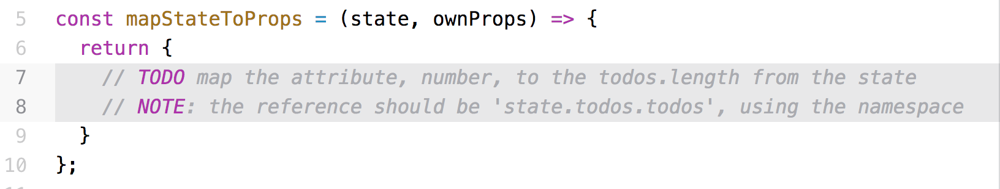 5 const mapStateToProps = (state, ownProps) => {
6 return {
7 // TODO map the attribute, number, to the todos.length from the state
8 // NOTE: the reference should be 'state.todos.todos', using the namespace
9 }
10 };